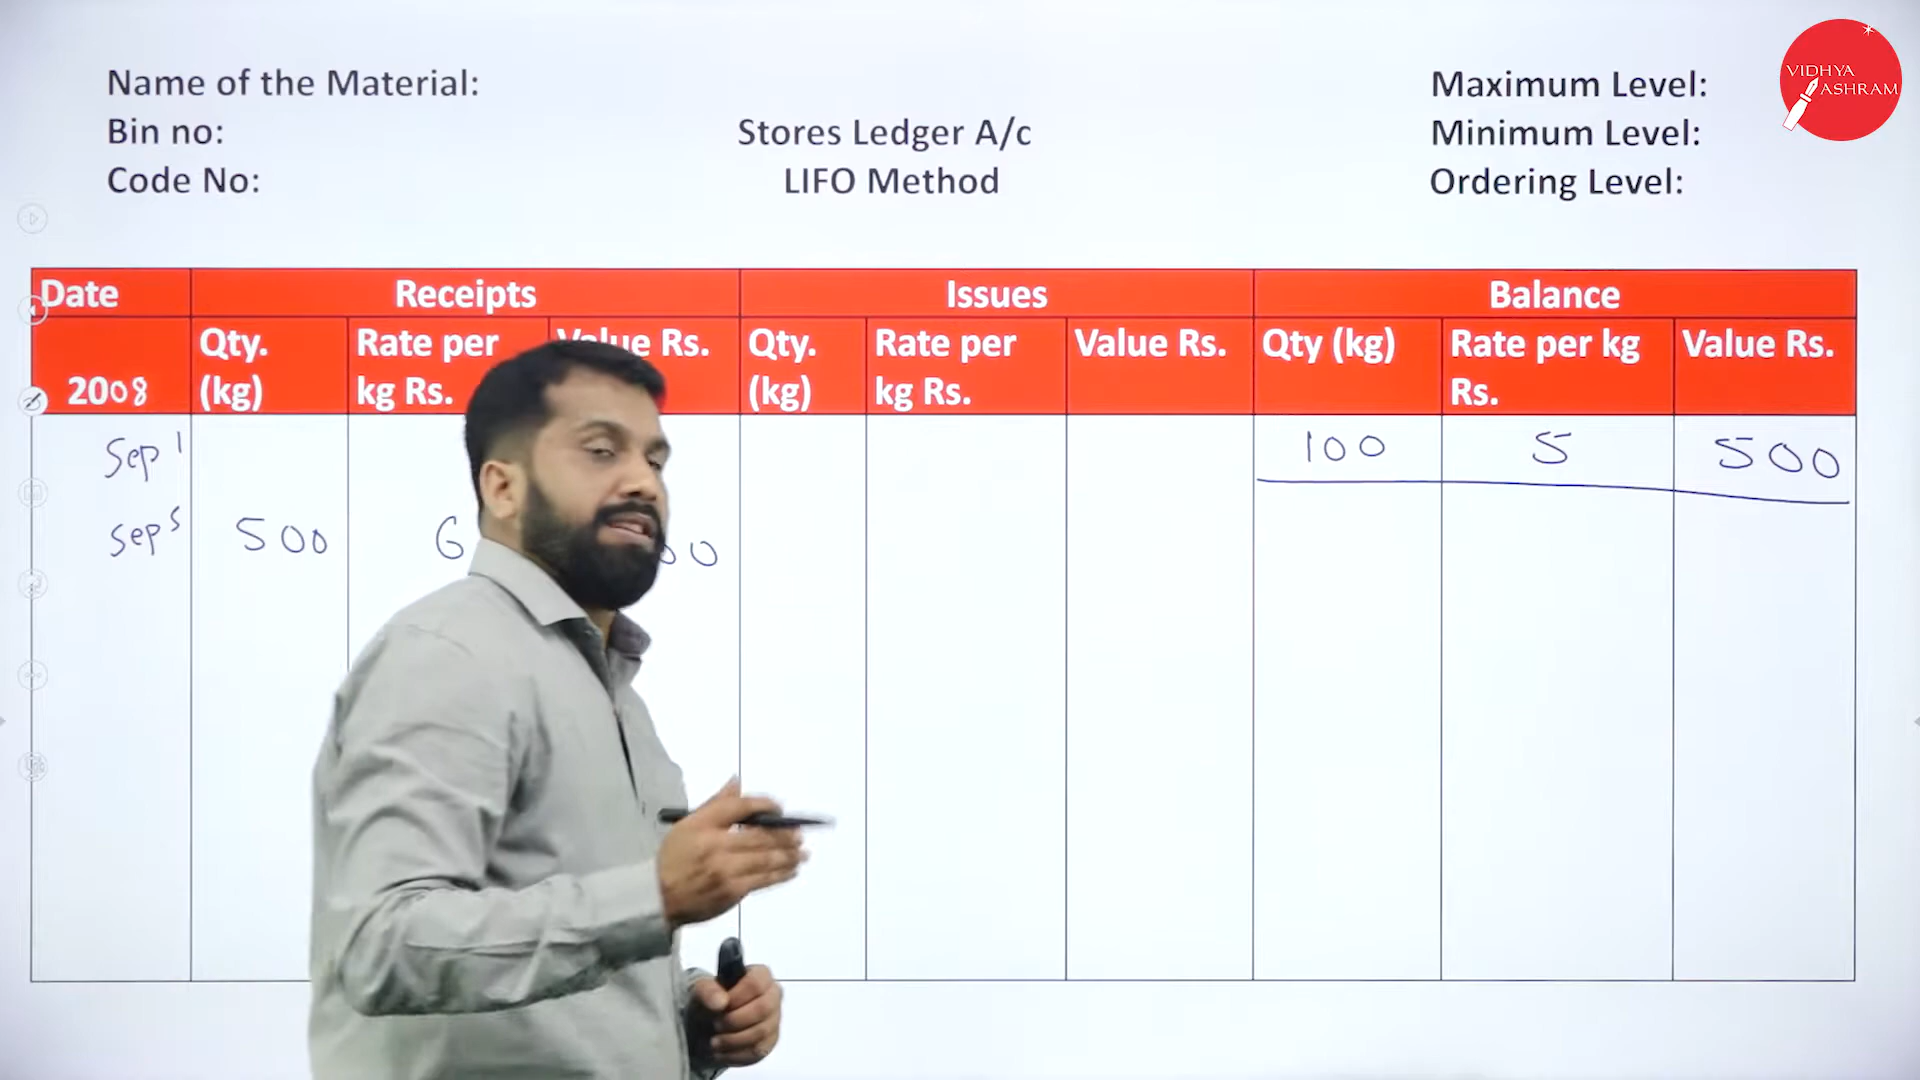 VIDHYA
ASHRAM
Name of the Material:
Bin no:
Code No:
Stores Ledger A/c
LIFO Method
Maximum Level:
Minimum Level:
Ordering Level:
Date Receipts Issues Balance
2008 Qty. (kg) Rate per kg Rs. Value Rs. Qty. (kg) Rate per kg Rs. Value Rs. Qty (kg) Rate per kg Rs. Value Rs.
Sep 1 100 5 500
Sep 5 500 6